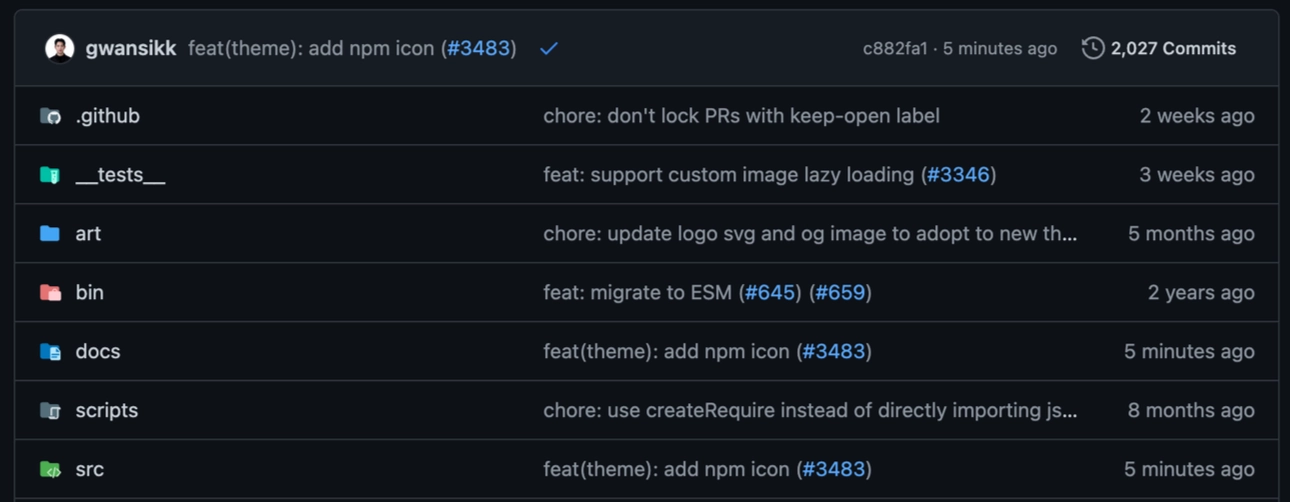 gwansikk feat(theme): add npm icon (#3483) c882fa1 · 5 minutes ago 2,027 Commits
.github chore: don't lock PRs with keep-open label 2 weeks ago
__tests__ feat: support custom image lazy loading (#3346) 3 weeks ago
art chore: update logo svg and og image to adopt to new th... 5 months ago
bin feat: migrate to ESM (#645) (#659) 2 years ago
docs feat(theme): add npm icon (#3483) 5 minutes ago
scripts chore: use createRequire instead of directly importing js... 8 months ago
src feat(theme): add npm icon (#3483) 5 minutes ago